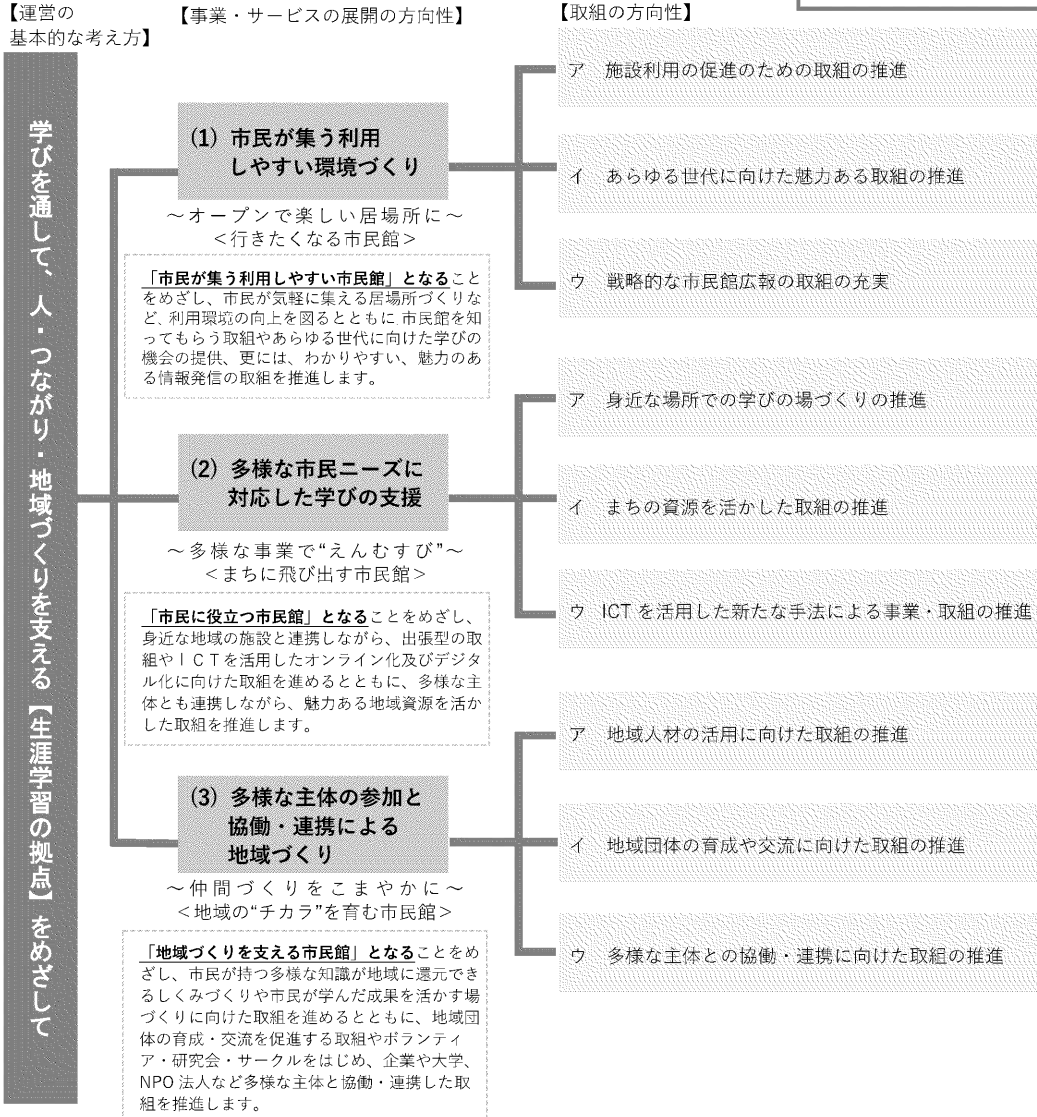 【運営の
基本的な考え方】
【事業・サービスの展開の方向性】
【取組の方向性】
学びを通して、人・つながり・地域づくりを支える【生涯学習の拠点】をめざして
(1) 市民が集う利用
しやすい環境づくり
～オープンで楽しい居場所に～
＜行きたくなる市民館＞
「市民が集う利用しやすい市民館」となること
をめざし、市民が気軽に集える居場所づくりな
ど、利用環境の向上を図るとともに、市民館を知
ってもらう取組やあらゆる世代に向けた学びの
機会の提供、更には、わかりやすい、魅力のあ
る情報発信の取組を推進します。
ア 施設利用の促進のための取組の推進
イ あらゆる世代に向けた魅力ある取組の推進
ウ 戦略的な市民館広報の取組の充実
(2) 多様な市民ニーズに
対応した学びの支援
～多様な事業で“えんむすび”～
＜まちに飛び出す市民館＞
「市民に役立つ市民館」となることをめざし、
身近な地域の施設と連携しながら、出張型の取
組やＩＣＴを活用したオンライン化及びデジタ
ル化に向けた取組を進めるとともに、多様な主
体とも連携しながら、魅力ある地域資源を活か
した取組を推進します。
ア 身近な場所での学びの場づくりの推進
イ まちの資源を活かした取組の推進
ウ ICT を活用した新たな手法による事業・取組の推進
(3) 多様な主体の参加と
協働・連携による
地域づくり
～仲間づくりをこまやかに～
＜地域の“チカラ”を育む市民館＞
「地域づくりを支える市民館」となることをめ
ざし、市民が持つ多様な知識が地域に還元でき
るしくみづくりや市民が学んだ成果を活かす場
づくりに向けた取組を進めるとともに、地域団
体の育成・交流を促進する取組やボランティ
ア・研究会・サークルをはじめ、企業や大学、
NPO 法人など多様な主体と協働・連携した取
組を推進します。
ア 地域人材の活用に向けた取組の推進
イ 地域団体の育成や交流に向けた取組の推進
ウ 多様な主体との協働・連携に向けた取組の推進